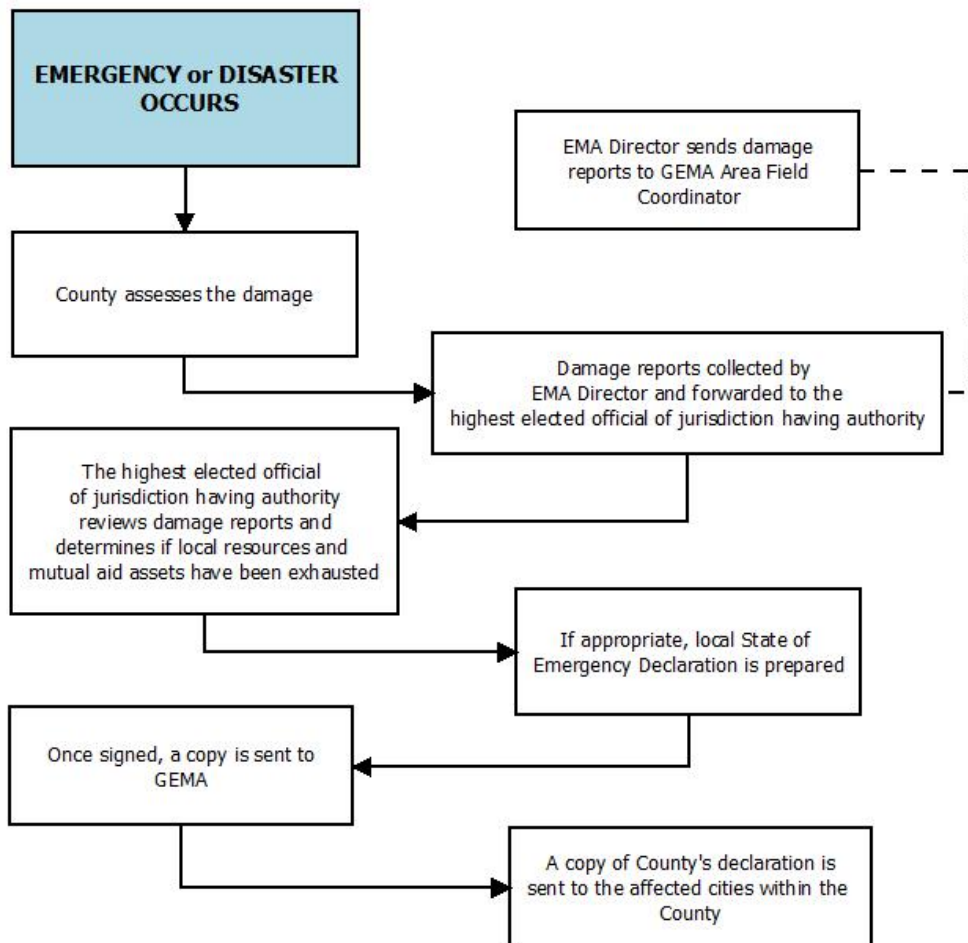 EMERGENCY or DISASTER
OCCURS
EMA Director sends damage
reports to GEMA Area Field
Coordinator
County assesses the damage
Damage reports collected by
EMA Director and forwarded to the
highest elected official of jurisdiction having authority
The highest elected official
of jurisdiction having authority
reviews damage reports and
determines if local resources and
mutual aid assets have been exhausted
If appropriate, local State of
Emergency Declaration is prepared
Once signed, a copy is sent to
GEMA
A copy of County's declaration is
sent to the affected cities within the
County